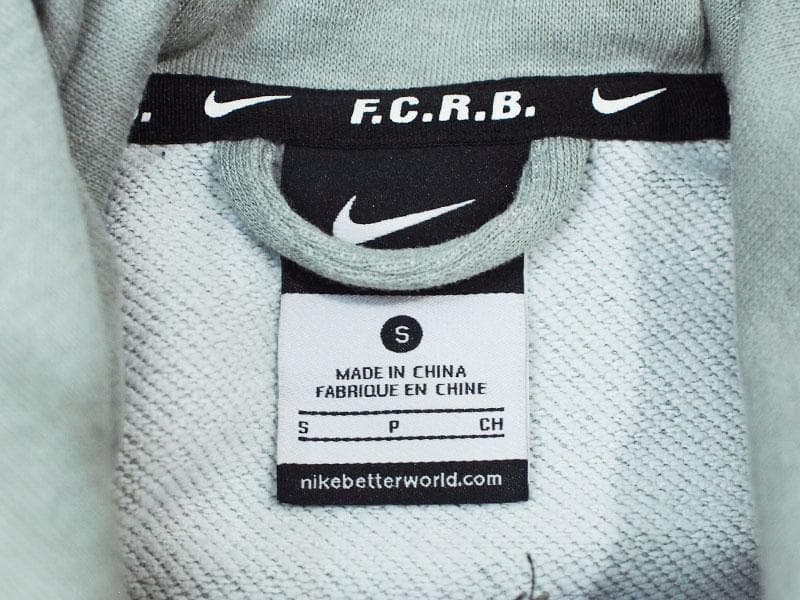 F.C.R.B.
S
MADE IN CHINA
FABRIQUE EN CHINE
S P CH
nikebetterworld.com